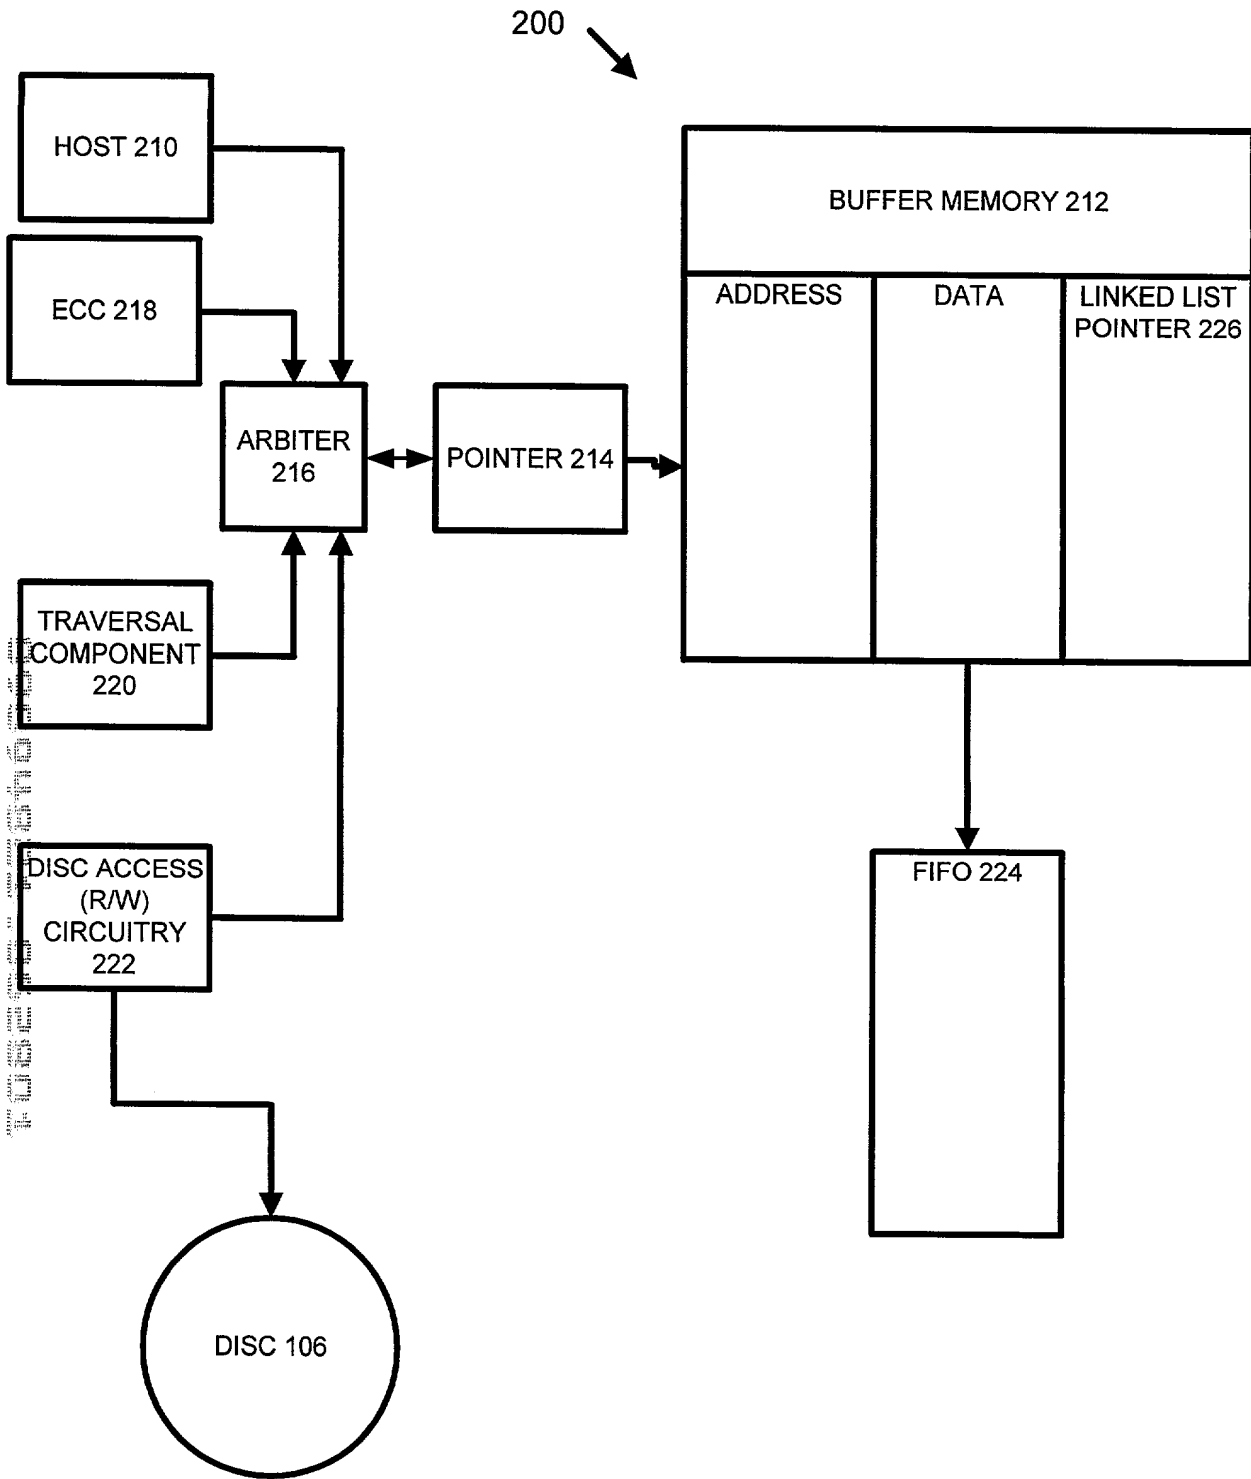 200
HOST 210
BUFFER MEMORY 212
ECC 218
ADDRESS
DATA
LINKED LIST
POINTER 226
ARBITER
216
POINTER 214
TRAVERSAL
COMPONENT
220
DISC ACCESS
(R/W)
CIRCUITRY
222
FIFO 224
DISC 106